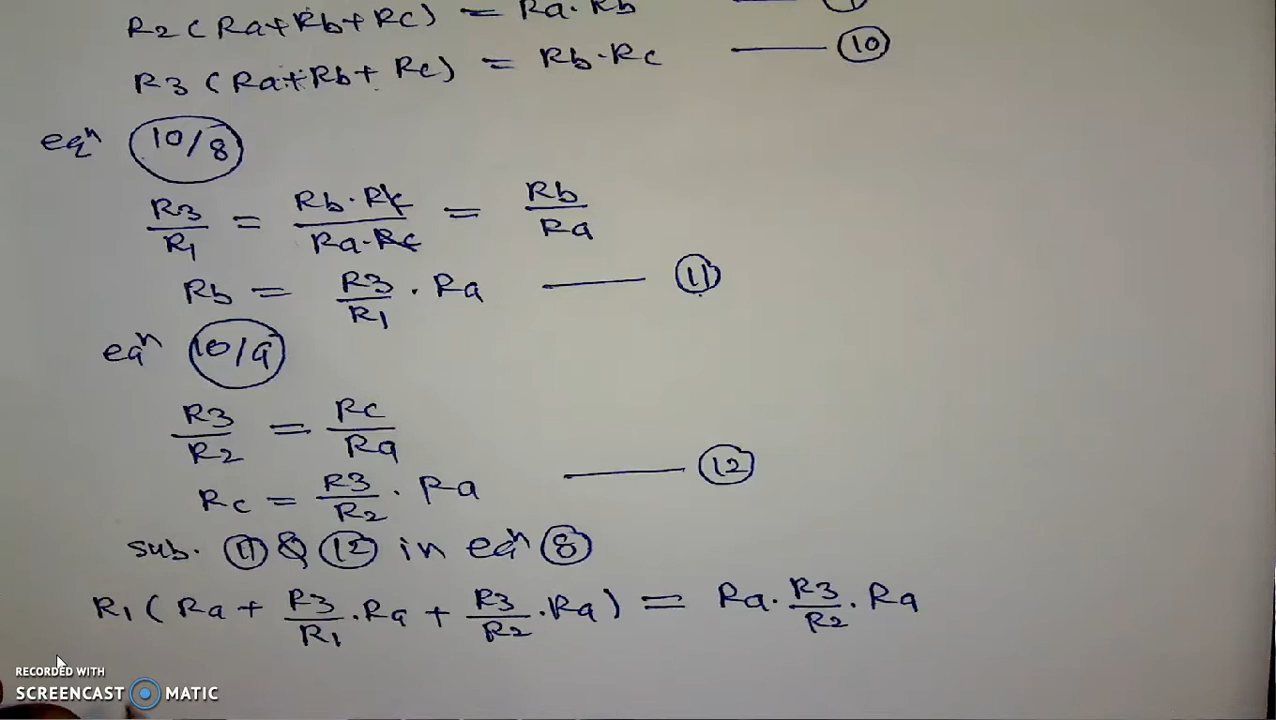 R2 (Ra+Rb+Rc) = Ra.Rb
R3 (Ra+Rb+ Rc) = Rb.Rc —— 10
eqn 10/8
R3/R1 = Rb.Rc/Ra.Rc = Rb/Ra
Rb = R3/R1 . Ra —— 11
eqn 10/9
R3/R2 = Rc/Ra
Rc = R3/R2 . Ra —— 12
sub. 11 & 12 in eqn 8
R1 (Ra + R3/R1 .Ra + R3/R2 .Ra) = Ra. R3/R2 . Ra
RECORDED WITH
SCREENCAST MATIC